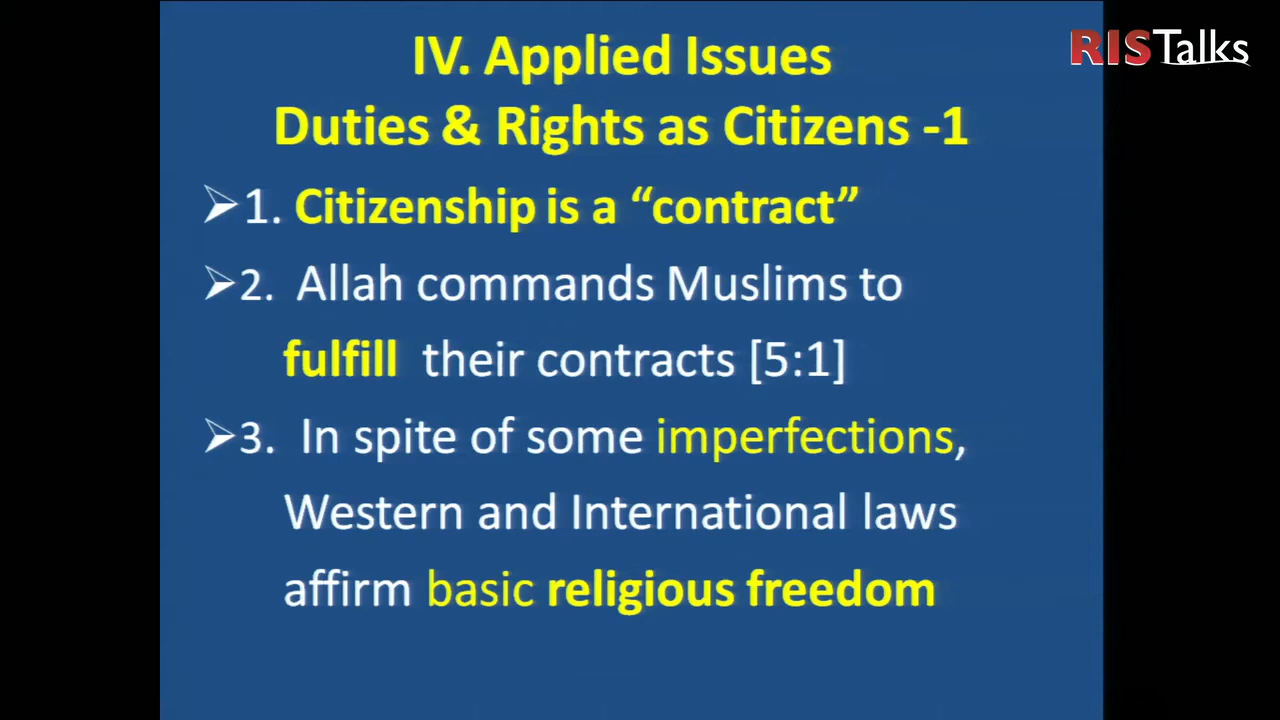 RISTalks
IV. Applied Issues
Duties & Rights as Citizens -1
➢1. Citizenship is a “contract”
➢2. Allah commands Muslims to
fulfill their contracts [5:1]
➢3. In spite of some imperfections,
Western and International laws
affirm basic religious freedom